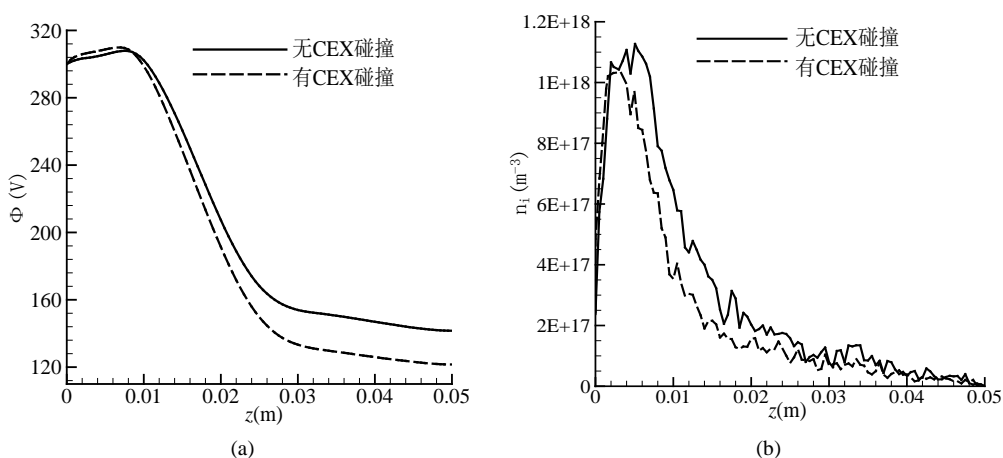 320
280
240
200
160
120
Φ (V)
无CEX碰撞
有CEX碰撞
0 0.01 0.02 0.03 0.04 0.05
z(m)
(a)
1.2E+18
1E+18
8E+17
6E+17
4E+17
2E+17
0
n_i (m⁻³)
无CEX碰撞
有CEX碰撞
0 0.01 0.02 0.03 0.04 0.05
z(m)
(b)